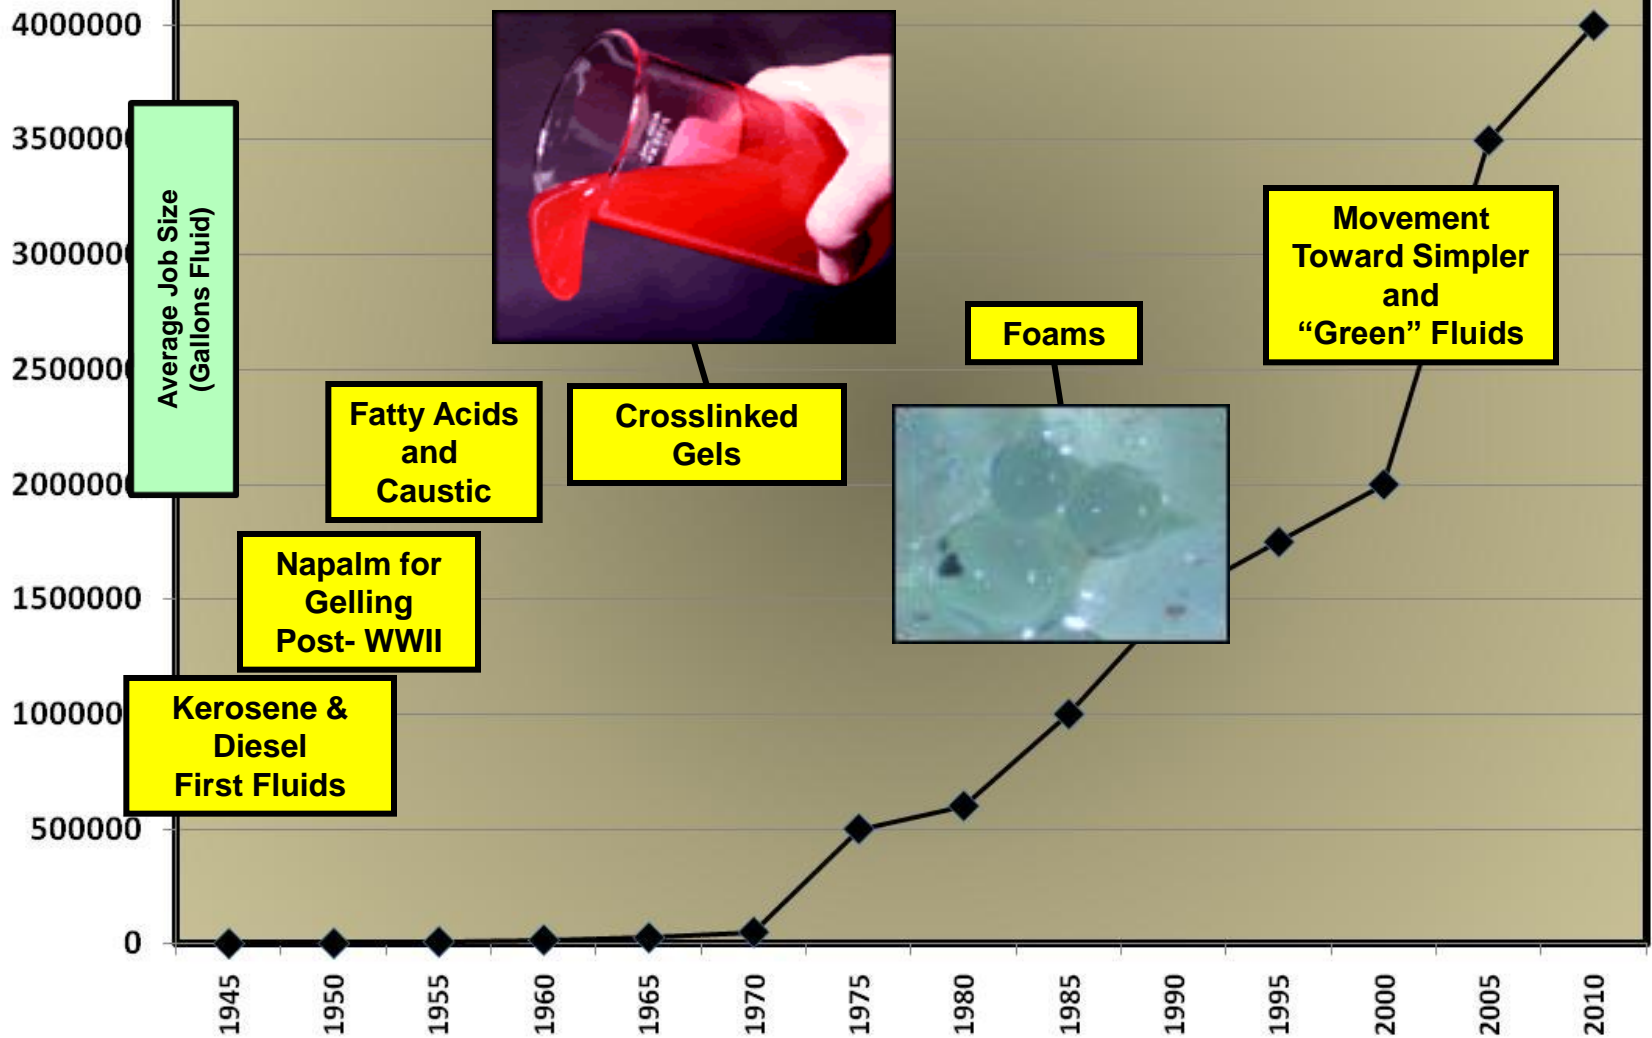 4000000
3500000
3000000
2500000
2000000
1500000
1000000
500000
0
Average Job Size
(Gallons Fluid)
Kerosene &
Diesel
First Fluids
Napalm for
Gelling
Post- WWII
Fatty Acids
and
Caustic
Crosslinked
Gels
Foams
Movement
Toward Simpler
and
“Green” Fluids
1945
1950
1955
1960
1965
1970
1975
1980
1985
1990
1995
2000
2005
2010